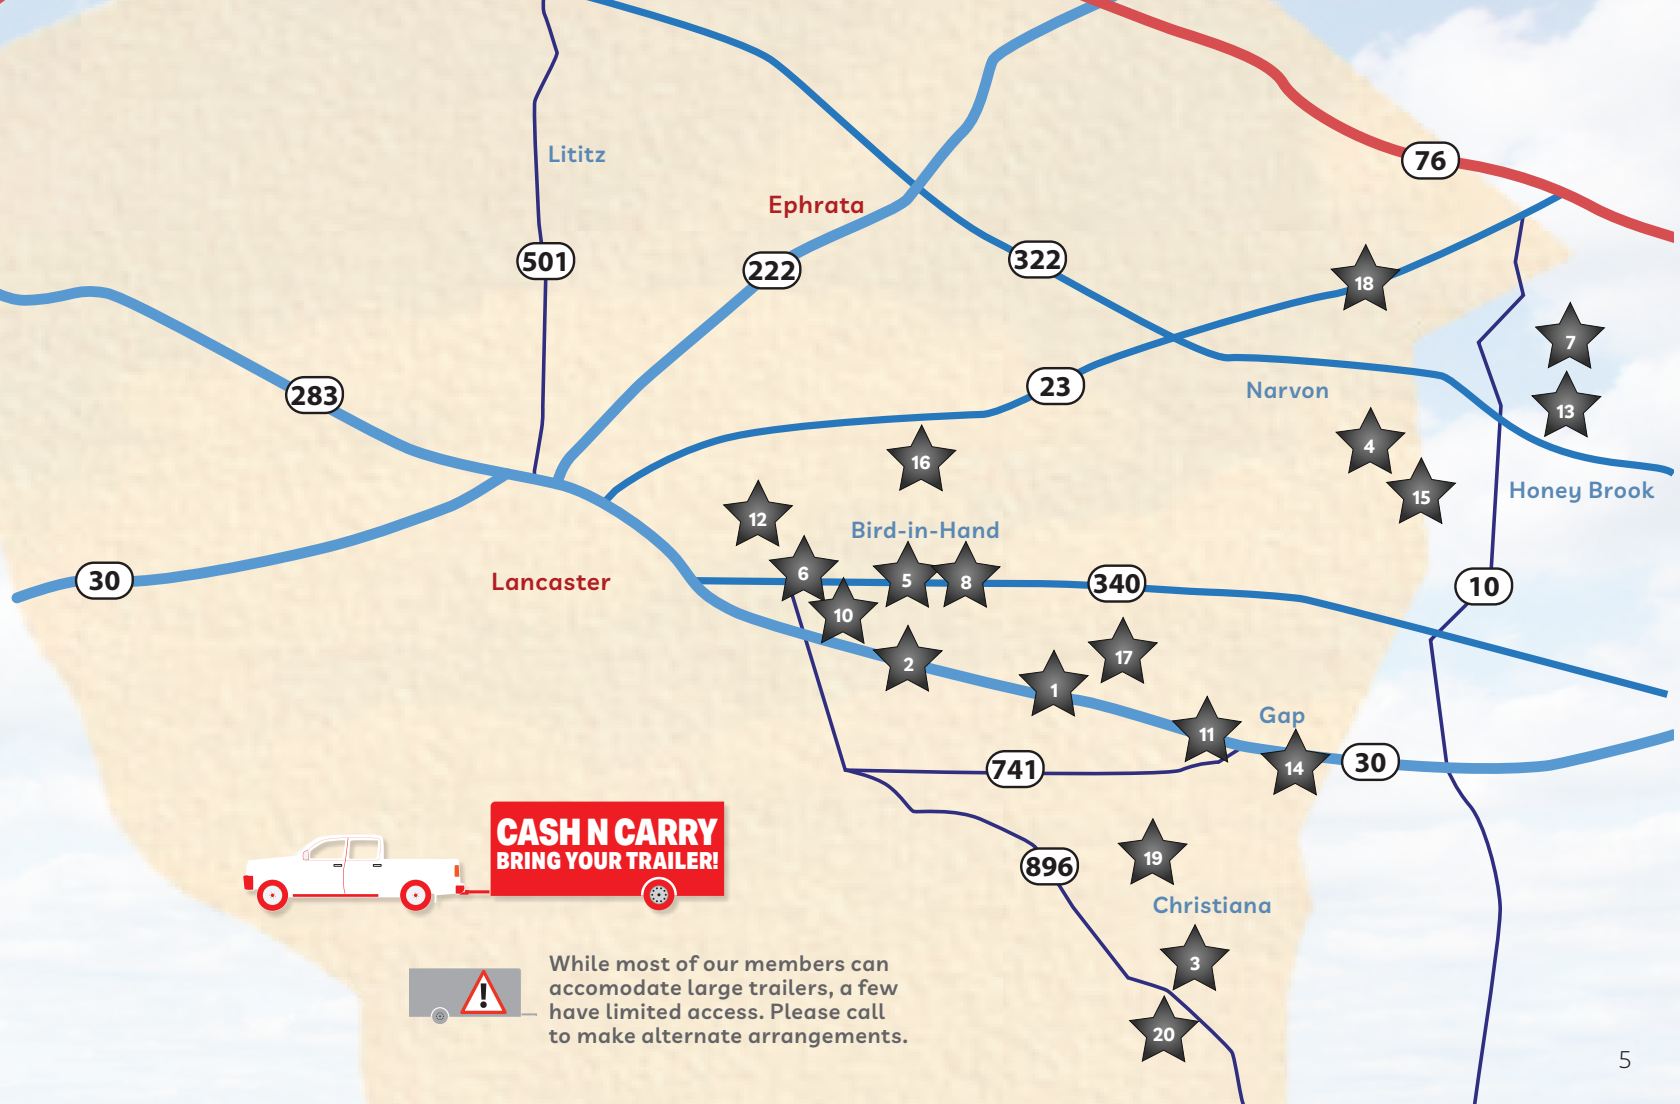 76
Lititz
Ephrata
501
222
322
18
7
283
23
Narvon
13
4
16
15
Honey Brook
12
Bird-in-Hand
30
Lancaster
6
5
8
340
10
10
2
17
1
Gap
11
14
30
741
CASH N CARRY
BRING YOUR TRAILER!
896
19
Christiana
3
20
While most of our members can
accomodate large trailers, a few
have limited access. Please call
to make alternate arrangements.
!
5